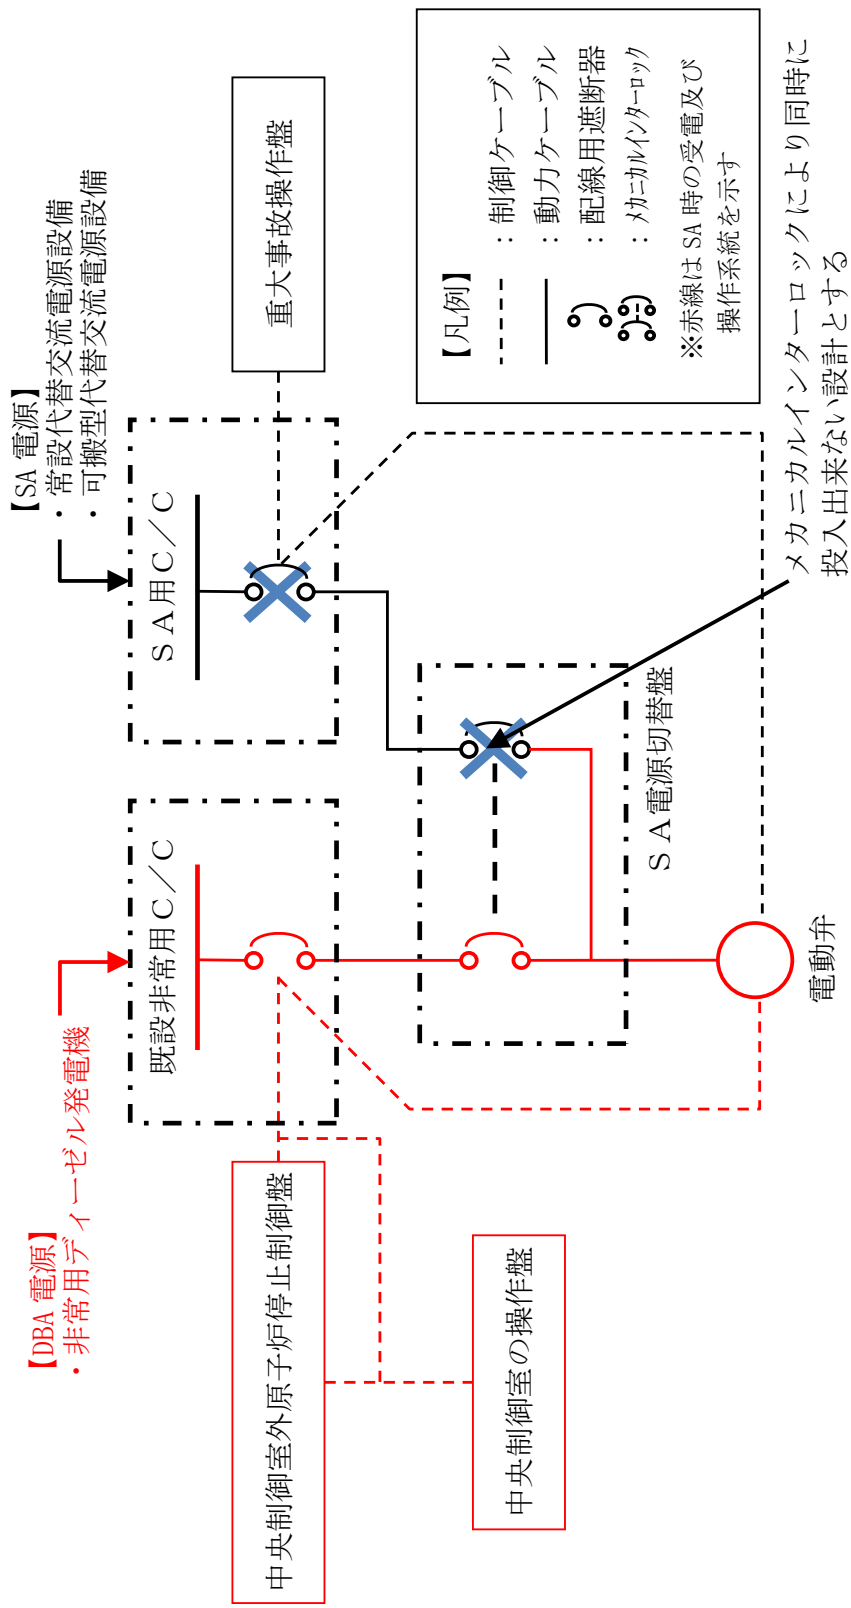 【DBA 電源】
・非常用ディーゼル発電機
【SA 電源】
・常設代替交流電源設備
・可搬型代替交流電源設備
既設非常用C／C
ＳＡ用C／C
中央制御室外原子炉停止制御盤
重大事故操作盤
中央制御室の操作盤
ＳＡ電源切替盤
電動弁
【凡例】
：制御ケーブル
：動力ケーブル
：配線用遮断器
：ﾒｶﾆｶﾙｲﾝﾀｰﾛｯｸ
※赤線は SA 時の受電及び
操作系統を示す
メカニカルインターロックにより同時に
投入出来ない設計とする